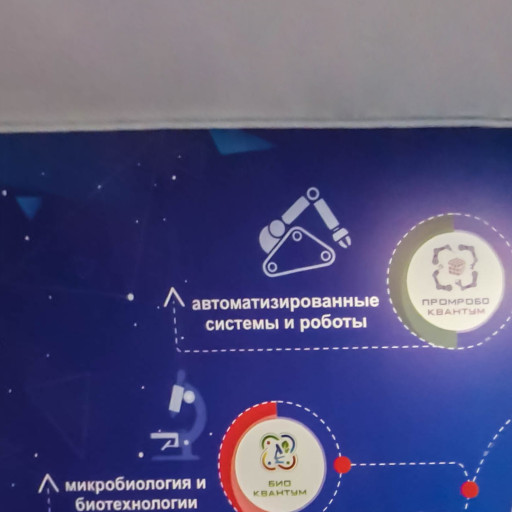 автоматизированные
системы и роботы
ПРОМРОБО
КВАНТУМ
микробиология и
биотехнологии
БИО
КВАНТУМ